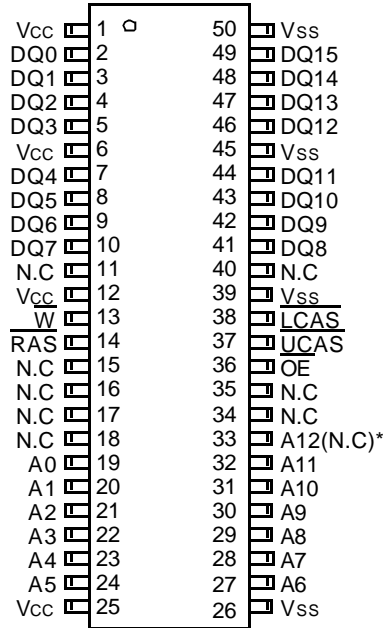 Vcc 1 50 Vss
DQ0 2 49 DQ15
DQ1 3 48 DQ14
DQ2 4 47 DQ13
DQ3 5 46 DQ12
Vcc 6 45 Vss
DQ4 7 44 DQ11
DQ5 8 43 DQ10
DQ6 9 42 DQ9
DQ7 10 41 DQ8
N.C 11 40 N.C
Vcc 12 39 Vss
W̅ 13 38 L̅C̅A̅S̅
R̅A̅S̅ 14 37 U̅C̅A̅S̅
N.C 15 36 O̅E̅
N.C 16 35 N.C
N.C 17 34 N.C
N.C 18 33 A12(N.C)*
A0 19 32 A11
A1 20 31 A10
A2 21 30 A9
A3 22 29 A8
A4 23 28 A7
A5 24 27 A6
Vcc 25 26 Vss